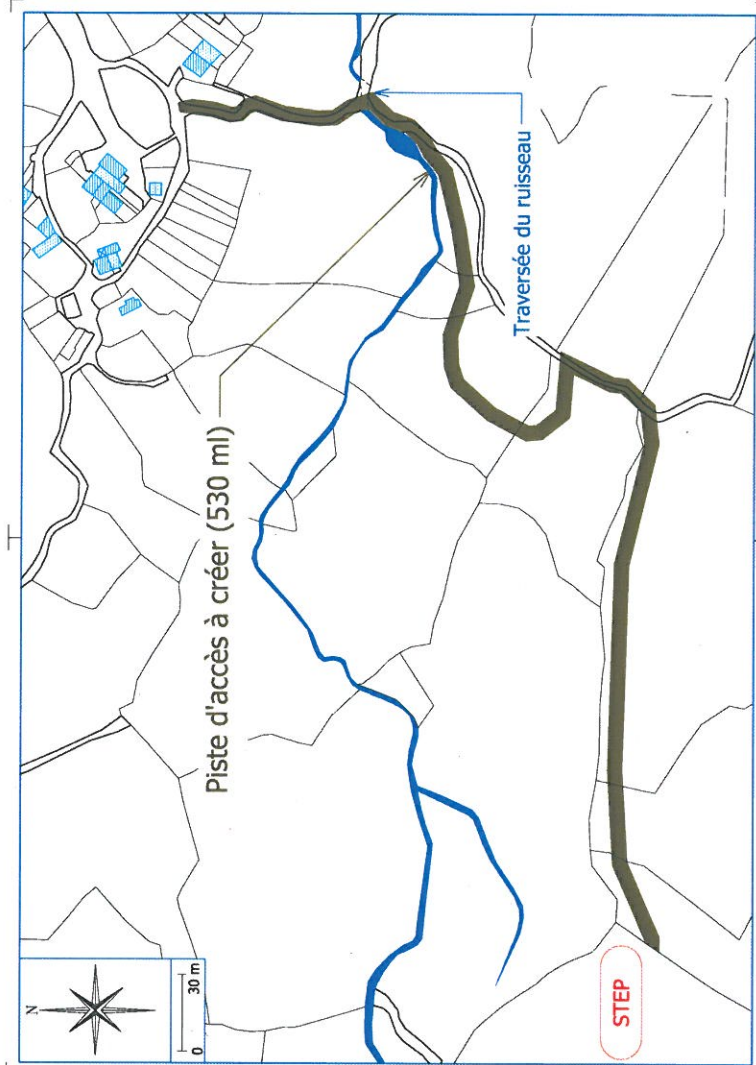 N
0 30 m
Piste d'accès à créer (530 ml)
Traversée du ruisseau
STEP